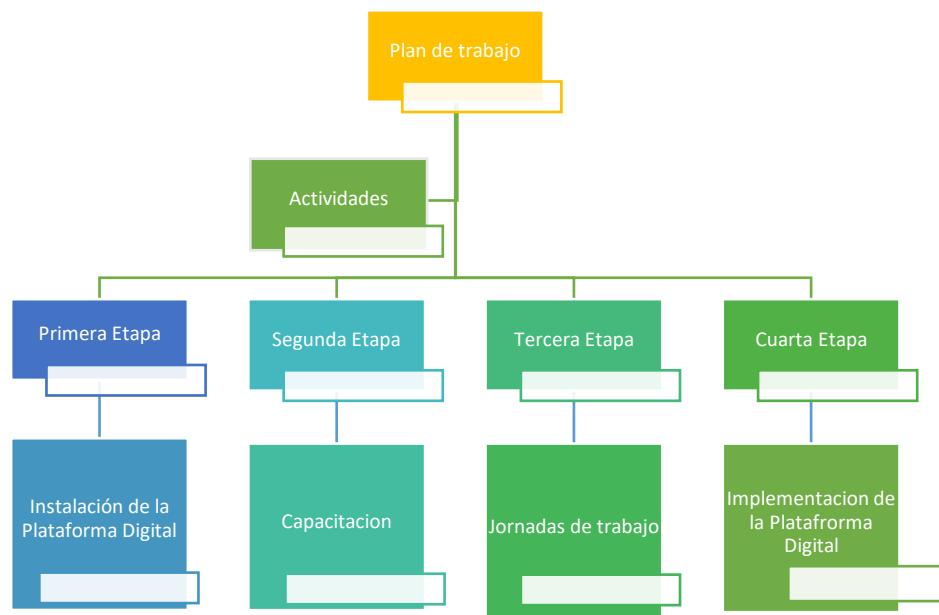 Plan de trabajo
Actividades
Primera Etapa
Segunda Etapa
Tercera Etapa
Cuarta Etapa
Instalación de la
Plataforma Digital
Capacitacion
Jornadas de trabajo
Implementacion de
la Platafrorma
Digital